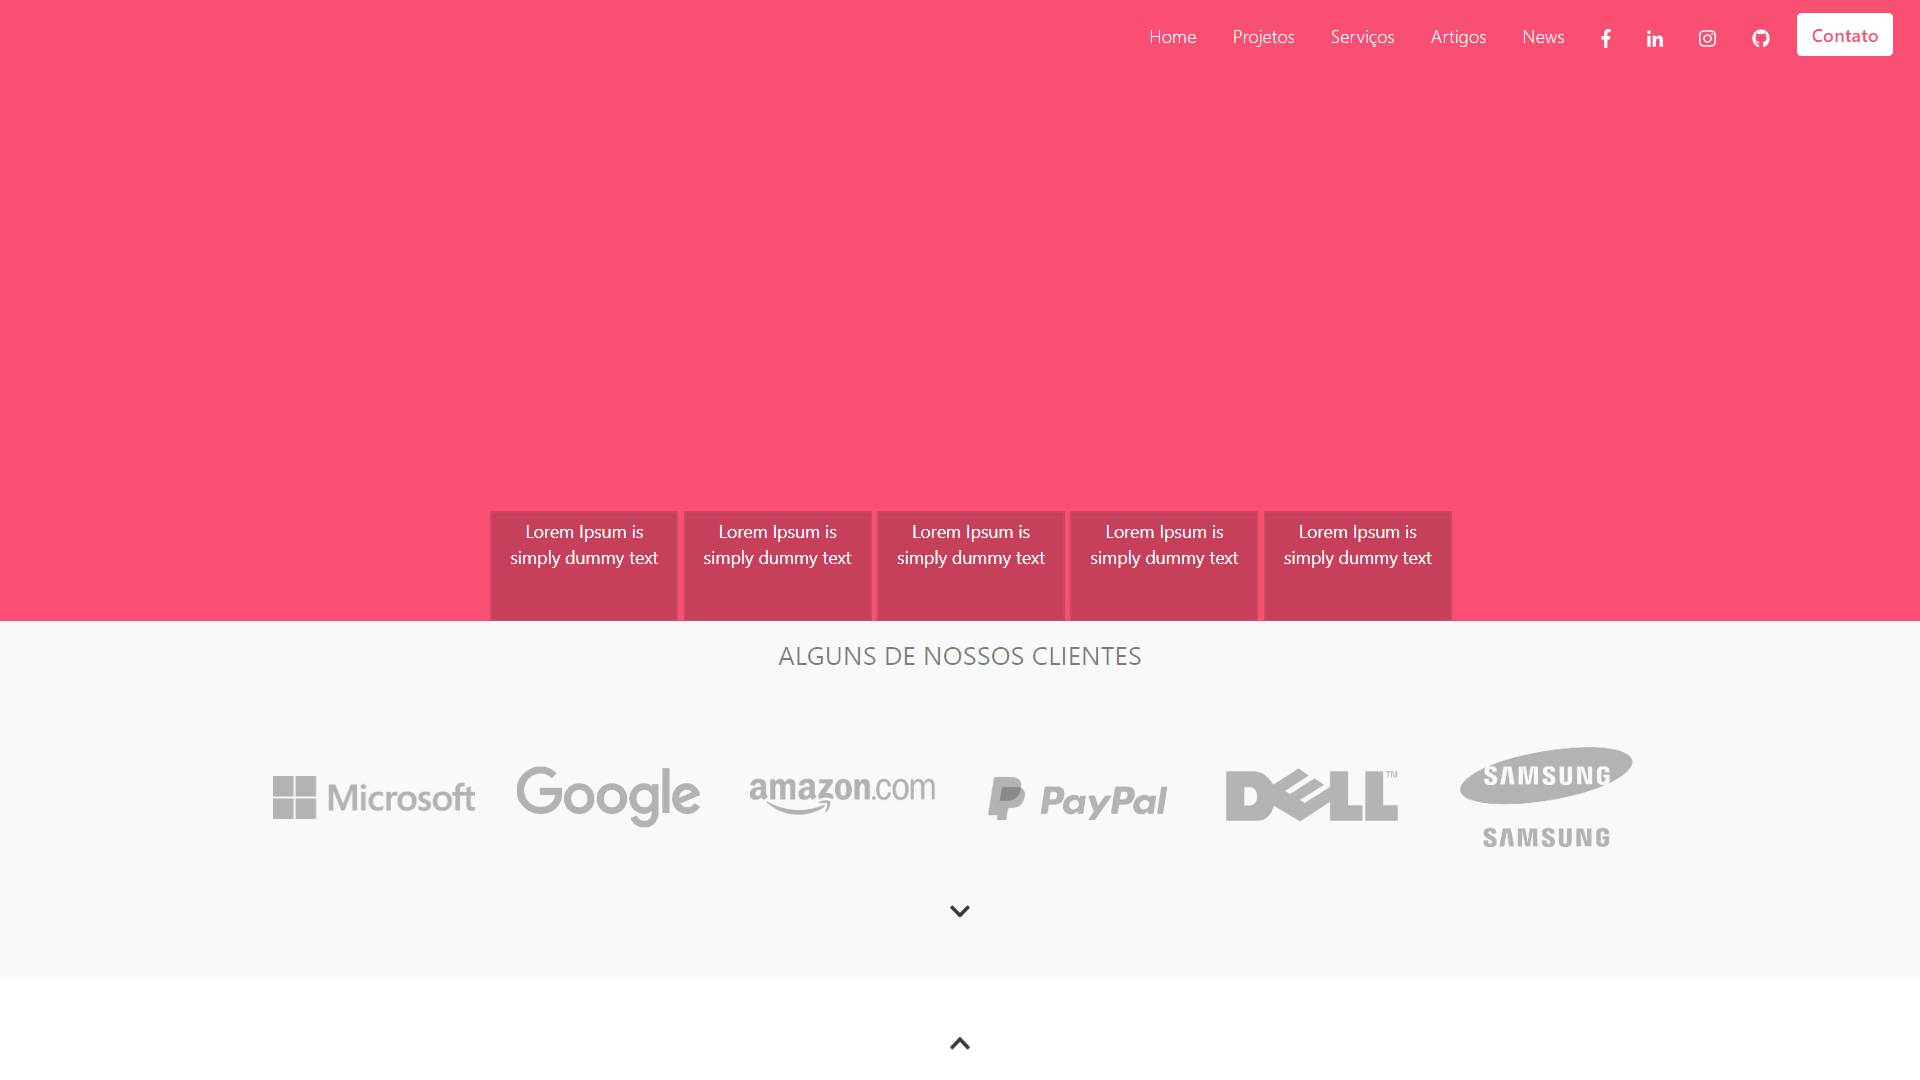 Home Projetos Serviços Artigos News Contato
Lorem Ipsum is
simply dummy text
Lorem Ipsum is
simply dummy text
Lorem Ipsum is
simply dummy text
Lorem Ipsum is
simply dummy text
Lorem Ipsum is
simply dummy text
ALGUNS DE NOSSOS CLIENTES
Microsoft
Google
amazon.com
PayPal
DELL™
SAMSUNG
SAMSUNG